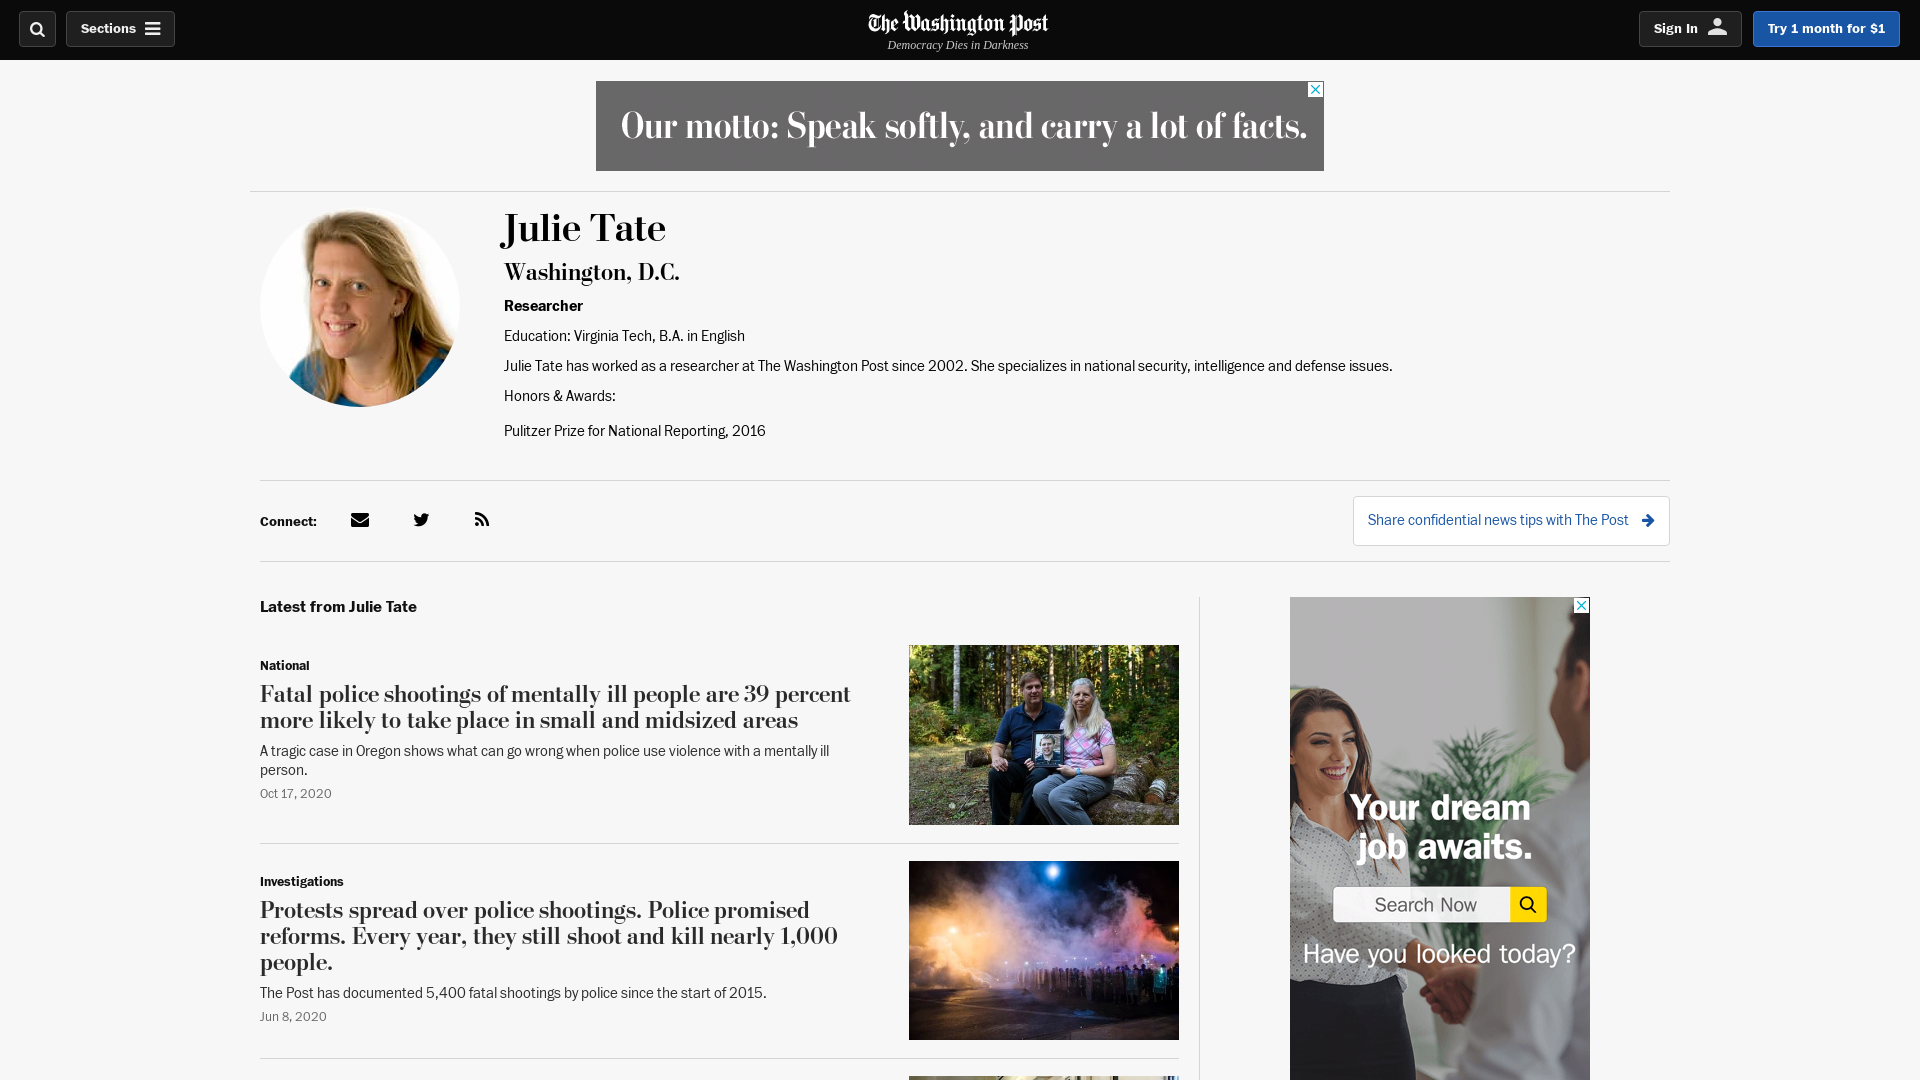 Sections
The Washington Post
Democracy Dies in Darkness
Sign In
Try 1 month for $1
Our motto: Speak softly, and carry a lot of facts.
Julie Tate
Washington, D.C.
Researcher
Education: Virginia Tech, B.A. in English
Julie Tate has worked as a researcher at The Washington Post since 2002. She specializes in national security, intelligence and defense issues.
Honors & Awards:
Pulitzer Prize for National Reporting, 2016
Connect:
Share confidential news tips with The Post
Latest from Julie Tate
National
Fatal police shootings of mentally ill people are 39 percent
more likely to take place in small and midsized areas
A tragic case in Oregon shows what can go wrong when police use violence with a mentally ill
person.
Oct 17, 2020
Investigations
Protests spread over police shootings. Police promised
reforms. Every year, they still shoot and kill nearly 1,000
people.
The Post has documented 5,400 fatal shootings by police since the start of 2015.
Jun 8, 2020
Your dream
job awaits.
Search Now
Have you looked today?